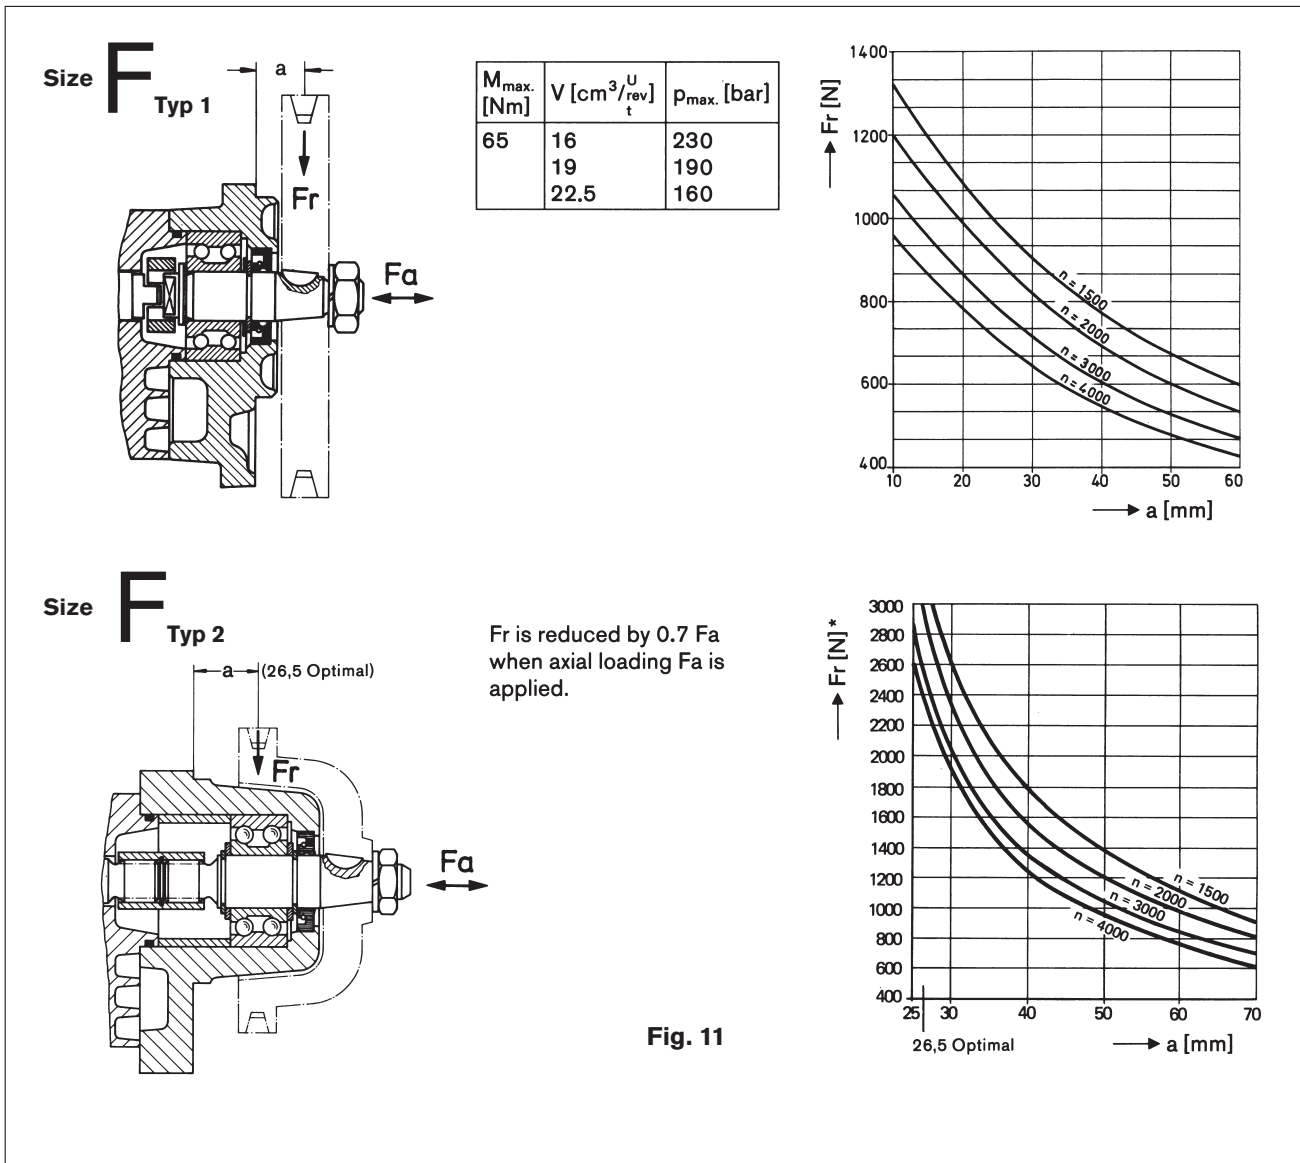 Size F Typ 1
a
Fr
Fa
M max. [Nm] V [cm³/U rev t] p max. [bar]
65 16 230
19 190
22.5 160
Fr [N]
1400
1200
1000
800
600
400
n = 1500
n = 2000
n = 3000
n = 4000
10 20 30 40 50 60
a [mm]
Size F Typ 2
a (26,5 Optimal)
Fr
Fa
Fr is reduced by 0.7 Fa
when axial loading Fa is
applied.
Fr [N] *
3000
2800
2600
2400
2200
2000
1800
1600
1400
1200
1000
800
600
400
n = 1500
n = 2000
n = 3000
n = 4000
25 30 40 50 60 70
26,5 Optimal
a [mm]
Fig. 11